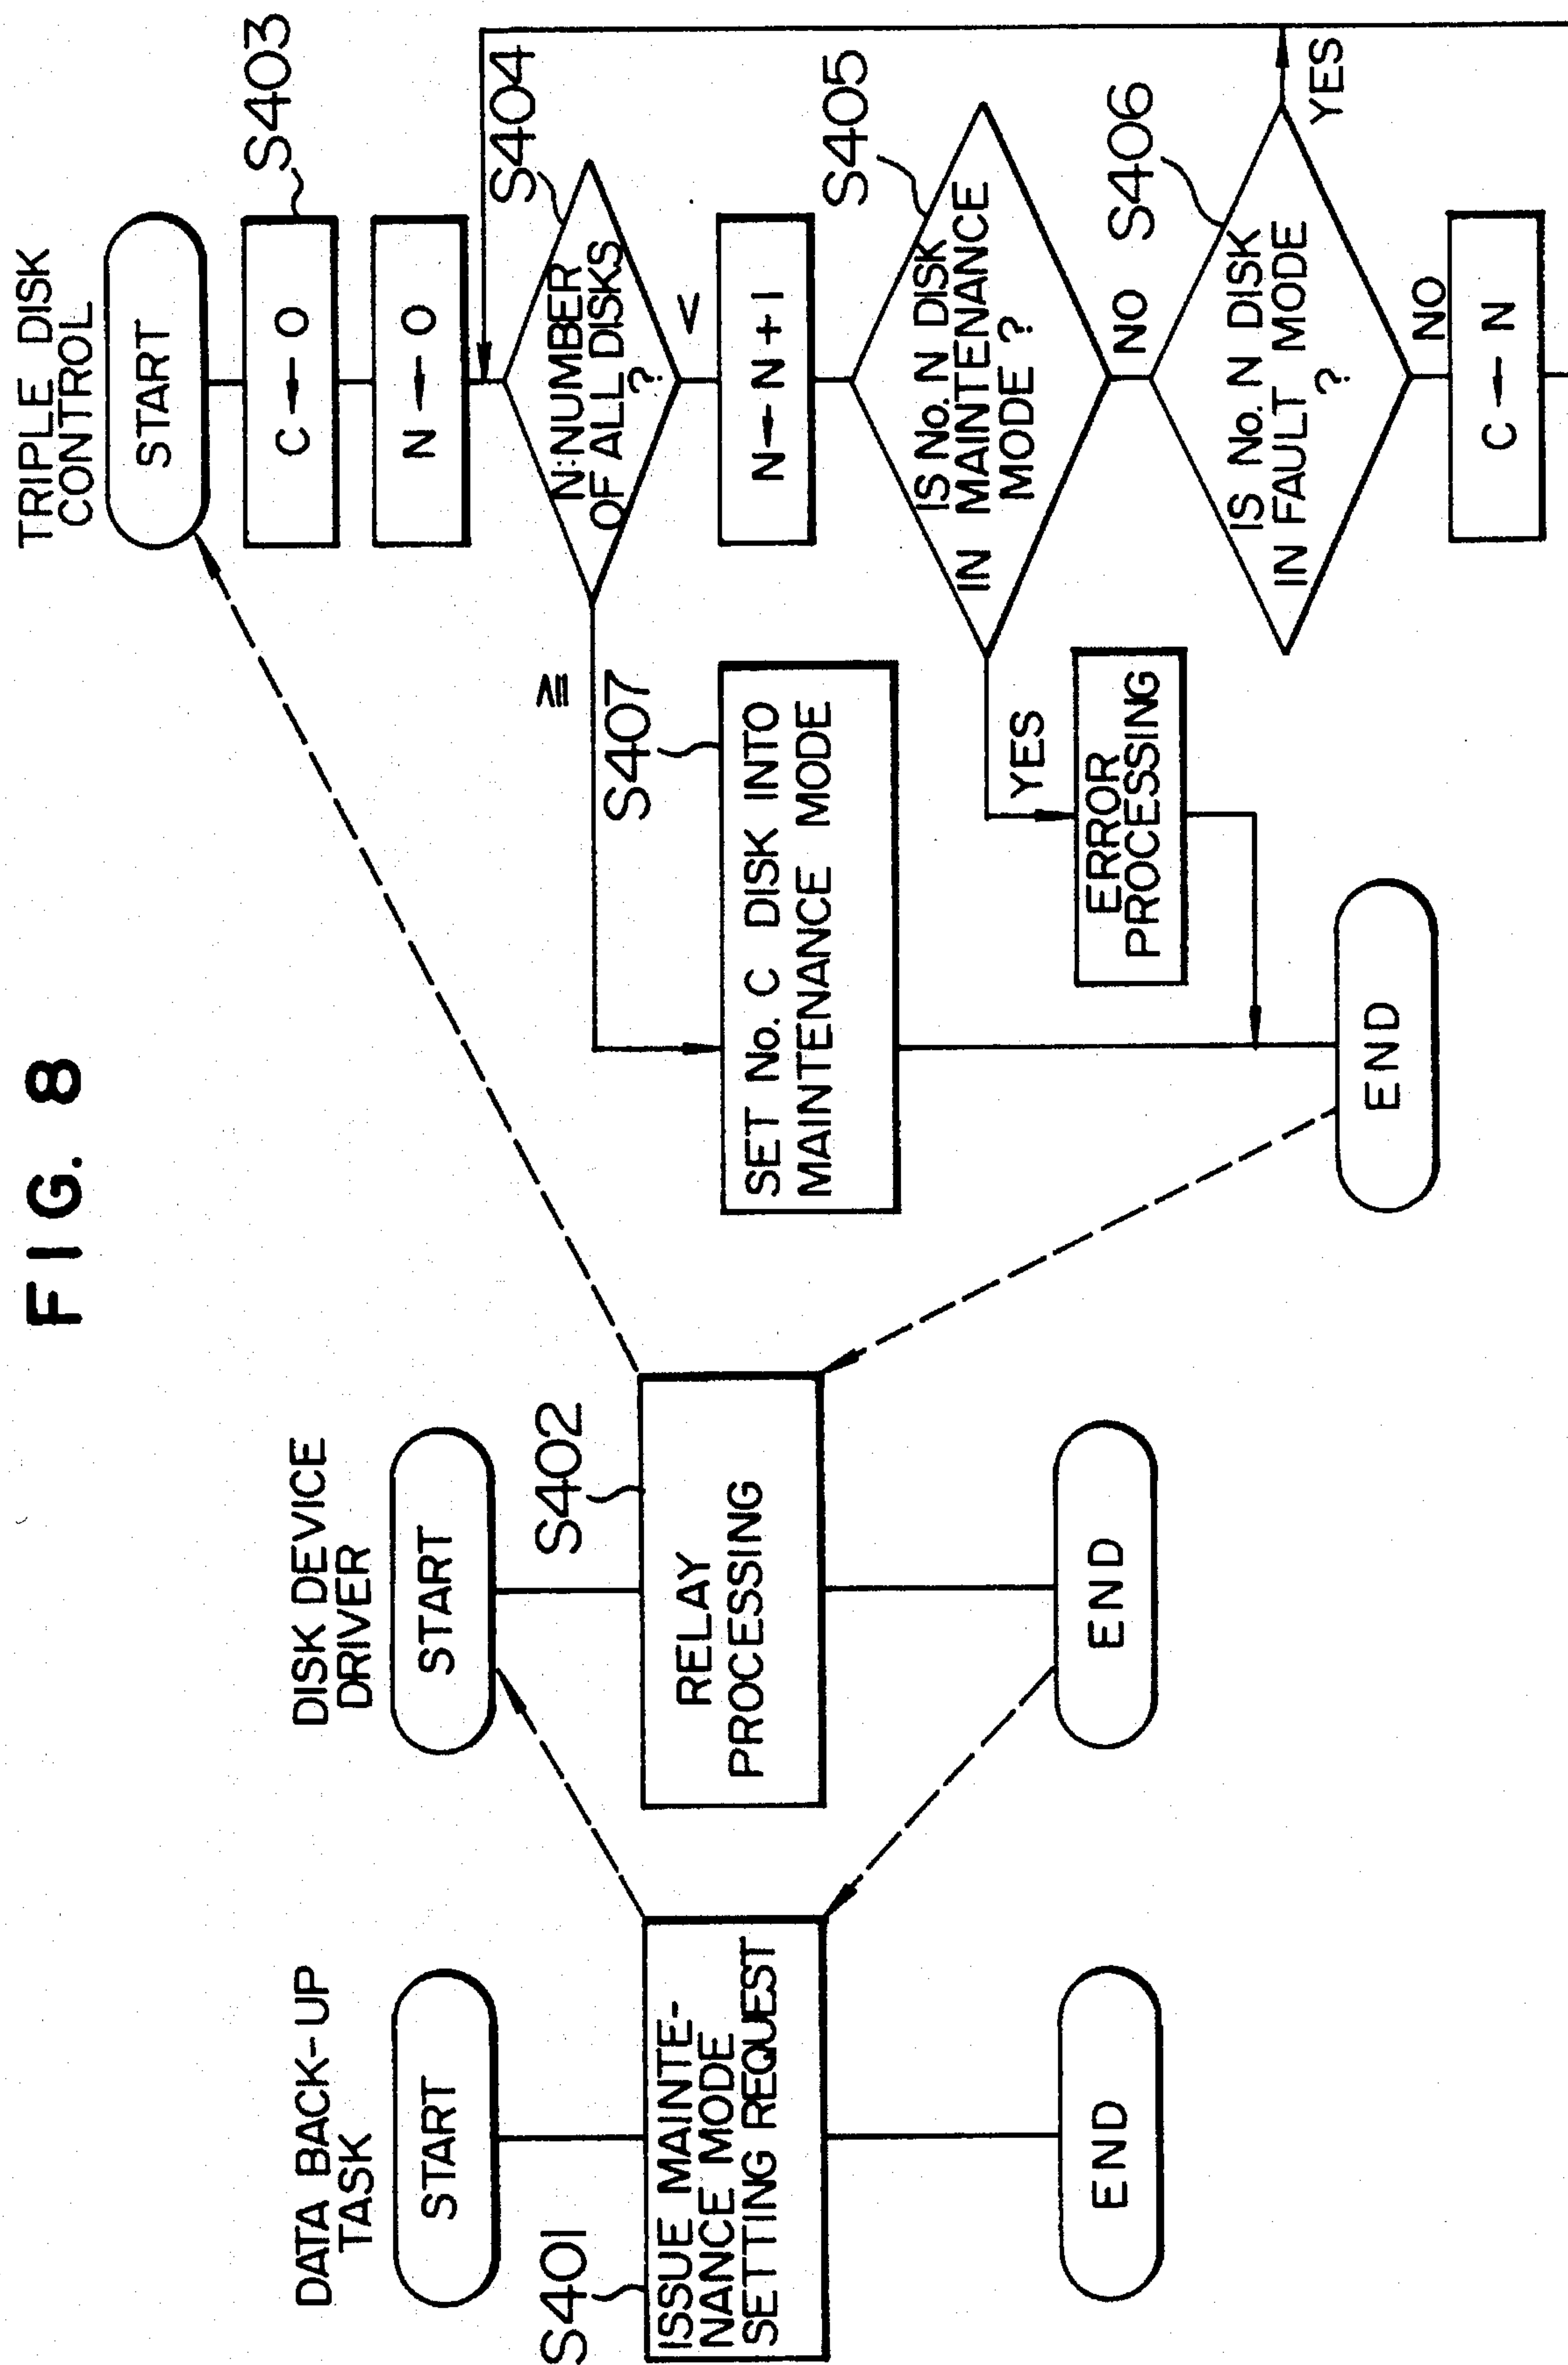 FIG. 8
DATA BACK-UP
TASK
START
S401
ISSUE MAINTE-
NANCE MODE
SETTING REQUEST
END
DISK DEVICE
DRIVER
START
S402
RELAY
PROCESSING
END
TRIPLE DISK
CONTROL
START
S403
C ← O
N ← O
S404
N:NUMBER
OF ALL DISKS
?
≧
<
N ← N + 1
S405
IS No. N DISK
IN MAINTENANCE
MODE ?
YES
NO
S406
IS No. N DISK
IN FAULT MODE
?
YES
NO
C ← N
S407
SET No. C DISK INTO
MAINTENANCE MODE
ERROR
PROCESSING
END